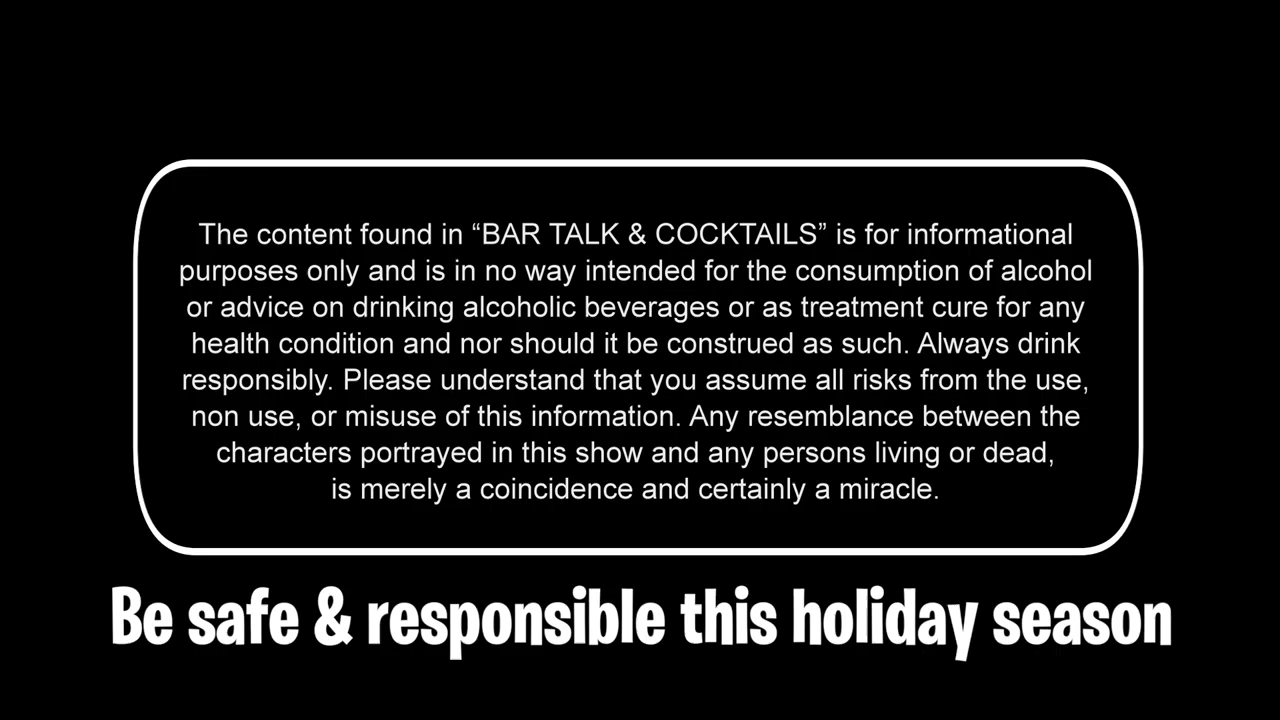 The content found in “BAR TALK & COCKTAILS” is for informational
purposes only and is in no way intended for the consumption of alcohol
or advice on drinking alcoholic beverages or as treatment cure for any
health condition and nor should it be construed as such. Always drink
responsibly. Please understand that you assume all risks from the use,
non use, or misuse of this information. Any resemblance between the
characters portrayed in this show and any persons living or dead,
is merely a coincidence and certainly a miracle.
Be safe & responsible this holiday season